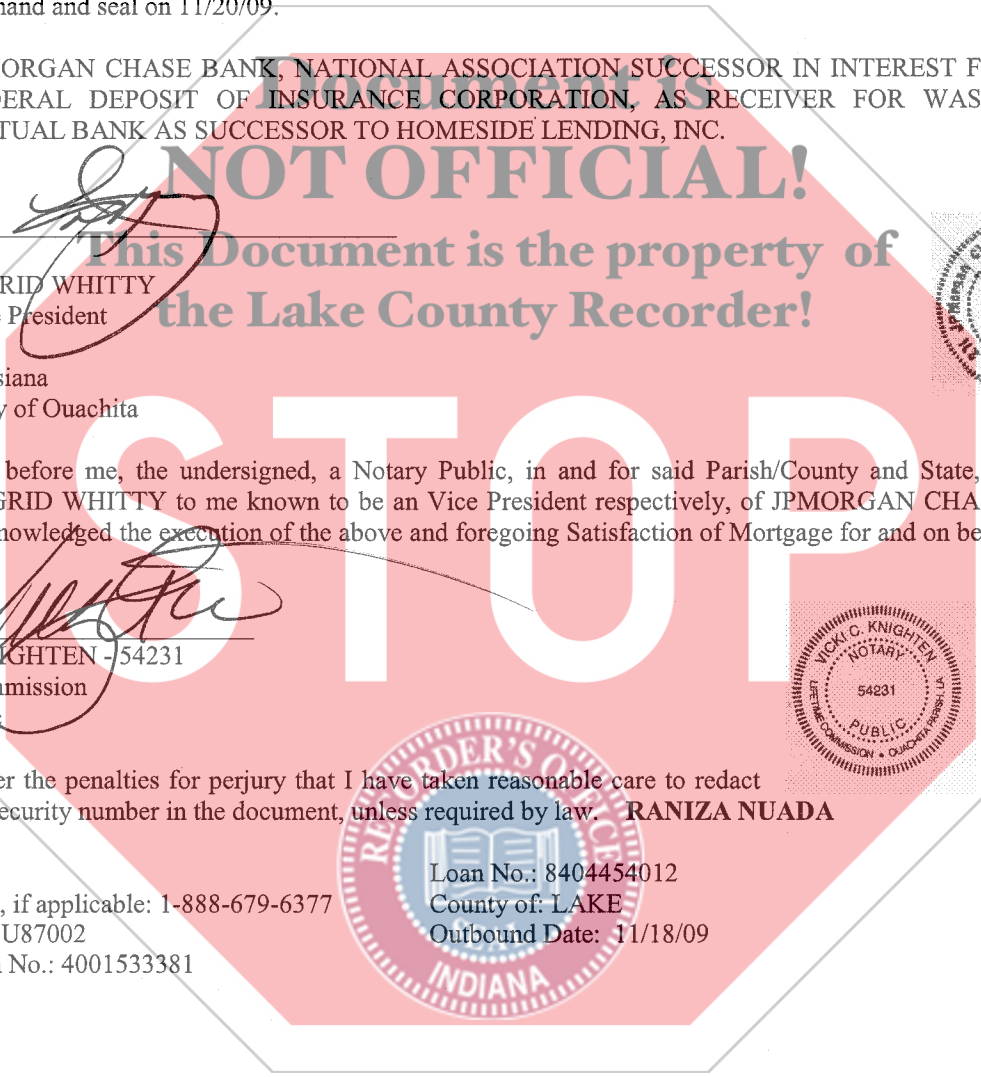 hand and seal on 11/20/09.
ORGAN CHASE BANK, NATIONAL ASSOCIATION SUCCESSOR IN INTEREST F
DERAL DEPOSIT OF INSURANCE CORPORATION, AS RECEIVER FOR WAS
TUAL BANK AS SUCCESSOR TO HOMESIDE LENDING, INC.
Document is
NOT OFFICIAL!
This Document is the property of
the Lake County Recorder!
RID WHITTY
President
siana
y of Ouachita
STOP
before me, the undersigned, a Notary Public, in and for said Parish/County and State,
GRID WHITTY to me known to be an Vice President respectively, of JPMORGAN CHA
nowledged the execution of the above and foregoing Satisfaction of Mortgage for and on be
IGHTEN - 54231
mmission
VICKI C. KNIGHTEN
NOTARY
54231
PUBLIC
LIFETIME COMMISSION OUACHITA PARISH, LA
er the penalties for perjury that I have taken reasonable care to redact
ecurity number in the document, unless required by law. RANIZA NUADA
RECORDER'S OFFICE
SEAL
INDIANA
Loan No.: 8404454012
, if applicable: 1-888-679-6377 County of: LAKE
U87002 Outbound Date: 11/18/09
No.: 4001533381